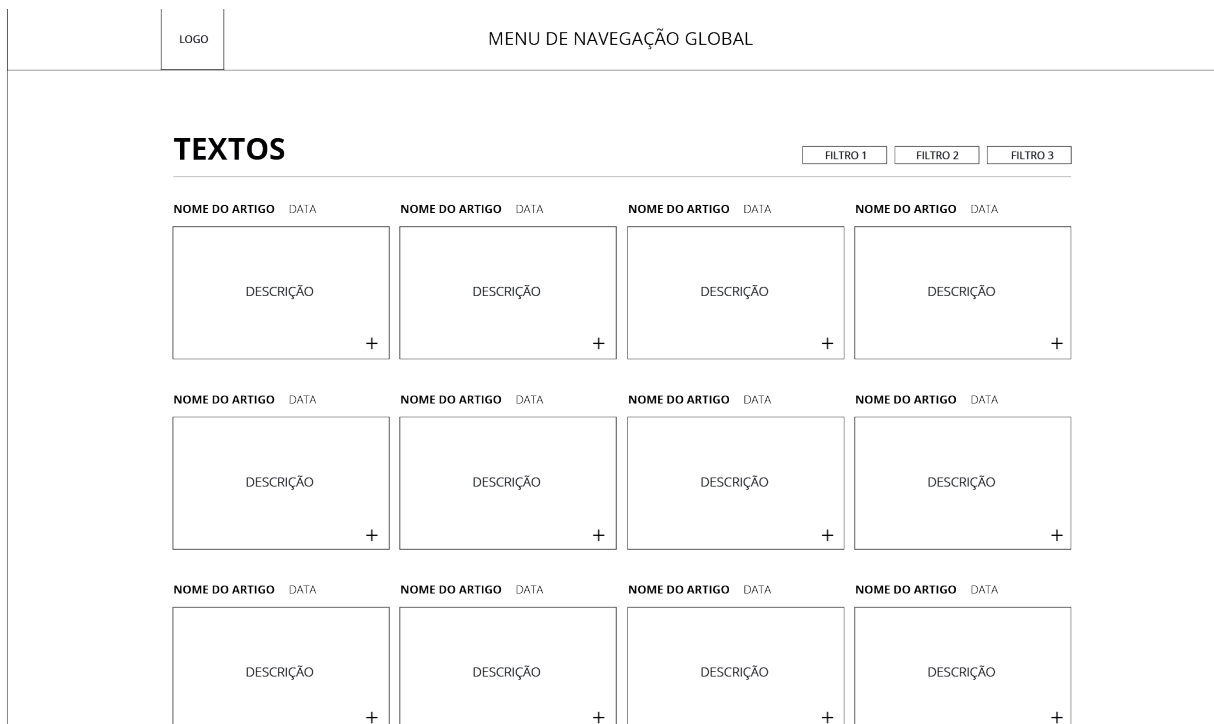 LOGO MENU DE NAVEGAÇÃO GLOBAL
TEXTOS FILTRO 1 FILTRO 2 FILTRO 3
NOME DO ARTIGO DATA NOME DO ARTIGO DATA NOME DO ARTIGO DATA NOME DO ARTIGO DATA
DESCRIÇÃO DESCRIÇÃO DESCRIÇÃO DESCRIÇÃO
+ + + +
NOME DO ARTIGO DATA NOME DO ARTIGO DATA NOME DO ARTIGO DATA NOME DO ARTIGO DATA
DESCRIÇÃO DESCRIÇÃO DESCRIÇÃO DESCRIÇÃO
+ + + +
NOME DO ARTIGO DATA NOME DO ARTIGO DATA NOME DO ARTIGO DATA NOME DO ARTIGO DATA
DESCRIÇÃO DESCRIÇÃO DESCRIÇÃO DESCRIÇÃO
+ + + +